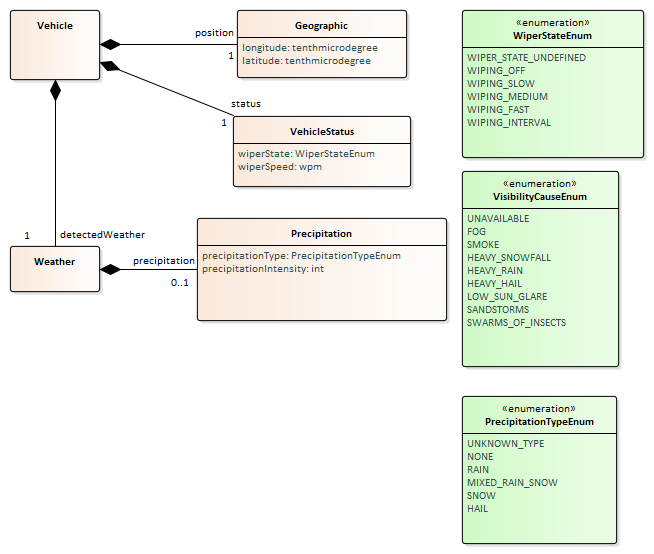 Vehicle
position
1
Geographic
longitude: tenthmicrodegree
latitude: tenthmicrodegree
status
1
VehicleStatus
wiperState: WiperStateEnum
wiperSpeed: wpm
1
detectedWeather
Weather
precipitation
0..1
Precipitation
precipitationType: PrecipitationTypeEnum
precipitationIntensity: int
«enumeration»
WiperStateEnum
WIPER_STATE_UNDEFINED
WIPING_OFF
WIPING_SLOW
WIPING_MEDIUM
WIPING_FAST
WIPING_INTERVAL
«enumeration»
VisibilityCauseEnum
UNAVAILABLE
FOG
SMOKE
HEAVY_SNOWFALL
HEAVY_RAIN
HEAVY_HAIL
LOW_SUN_GLARE
SANDSTORMS
SWARMS_OF_INSECTS
«enumeration»
PrecipitationTypeEnum
UNKNOWN_TYPE
NONE
RAIN
MIXED_RAIN_SNOW
SNOW
HAIL